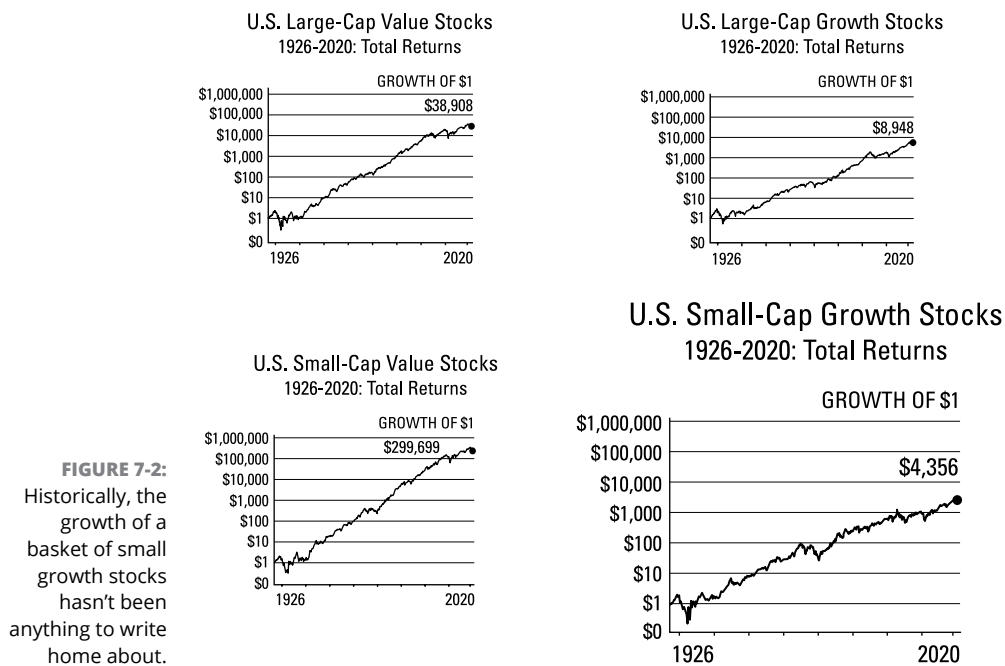 U.S. Large-Cap Value Stocks
1926-2020: Total Returns
GROWTH OF $1
$1,000,000
$100,000
$38,908
$10,000
$1,000
$100
$10
$1
$0
1926
2020
U.S. Large-Cap Growth Stocks
1926-2020: Total Returns
GROWTH OF $1
$1,000,000
$100,000
$10,000
$8,948
$1,000
$100
$10
$1
$0
1926
2020
U.S. Small-Cap Value Stocks
1926-2020: Total Returns
GROWTH OF $1
$1,000,000
$299,699
$100,000
$10,000
$1,000
$100
$10
$1
$0
1926
2020
U.S. Small-Cap Growth Stocks
1926-2020: Total Returns
GROWTH OF $1
$1,000,000
$100,000
$4,356
$10,000
$1,000
$100
$10
$1
$0
1926
2020
FIGURE 7-2:
Historically, the
growth of a
basket of small
growth stocks
hasn't been
anything to write
home about.